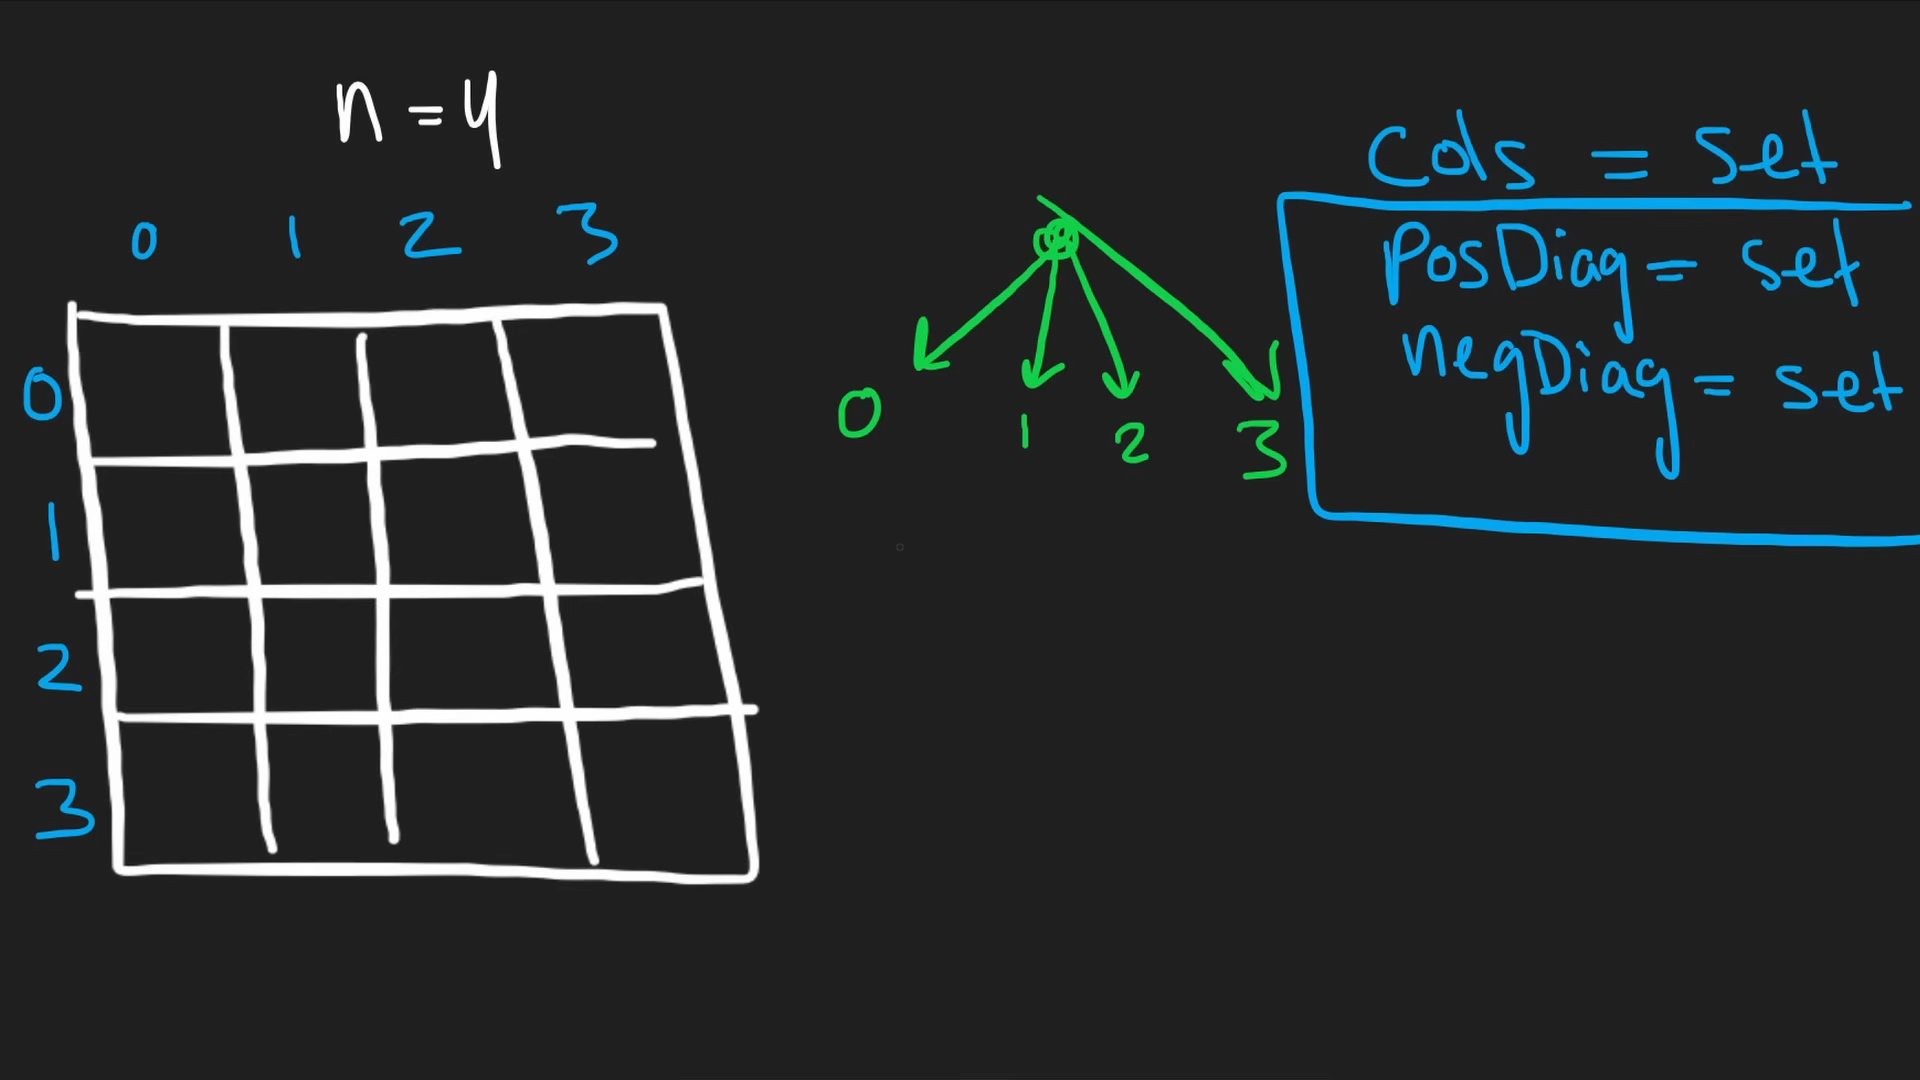 n = 4
0 1 2 3
0
1
2
3
0 1 2 3
Cols = set
PosDiag = set
negDiag = set